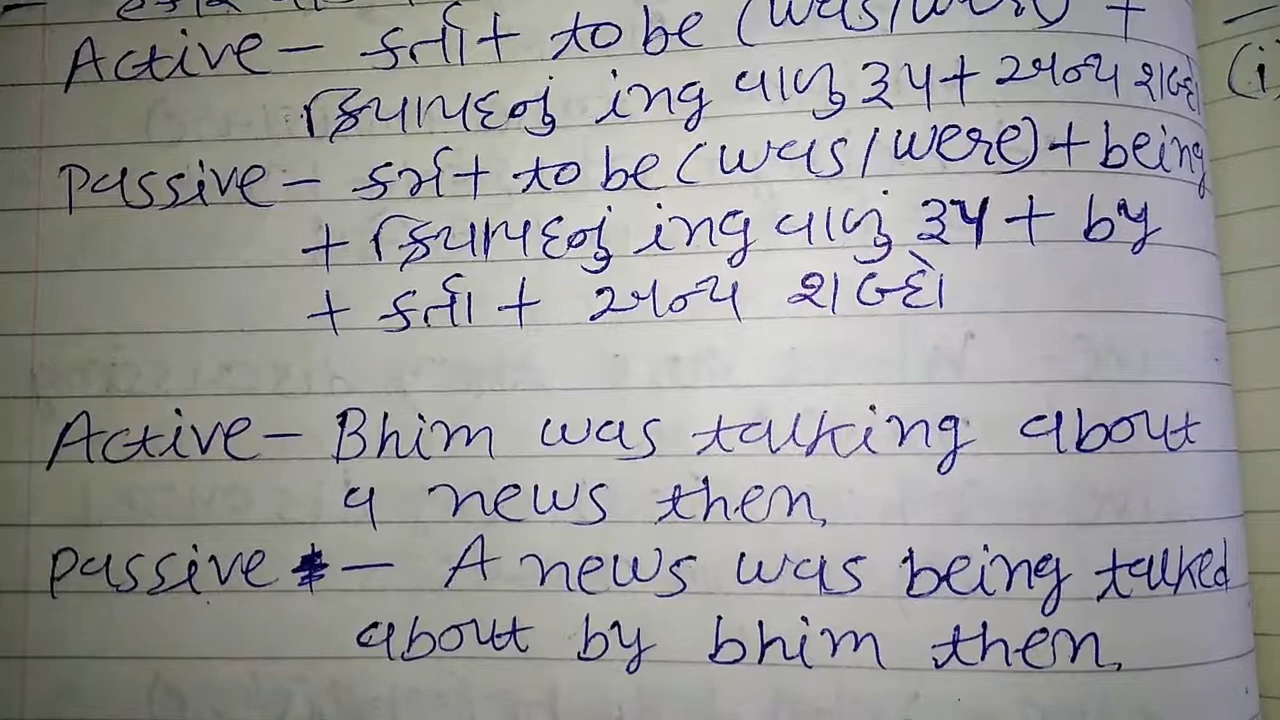 Active - કર્તા + to be (was/were) +
ક્રિયાપદનું ing વાળુ રૂપ + અન્ય શબ્દો
(i)
Passive - કર્મ + to be (was/were) + being
+ ક્રિયાપદનું ing વાળું રૂપ + by
+ કર્તા + અન્ય શબ્દો
Active - Bhim was talking about
a news then.
Passive - A news was being talked
about by bhim then.